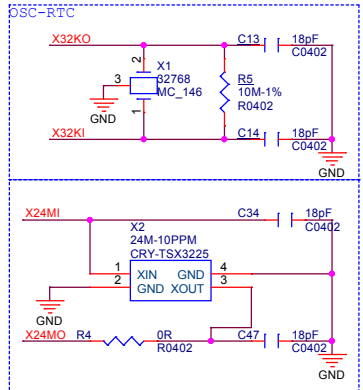 OSC-RTC
X32KO
C13 18pF
C0402
2
X1
3 32768
MC_146
R5
10M-1%
R0402
GND
1
X32KI
C14 18pF
C0402
GND
X24MI
C34 18pF
C0402
X2
24M-10PPM
CRY-TSX3225
1 XIN GND 4
2 GND XOUT 3
GND
X24MO R4 0R
R0402
C47 18pF
C0402
GND